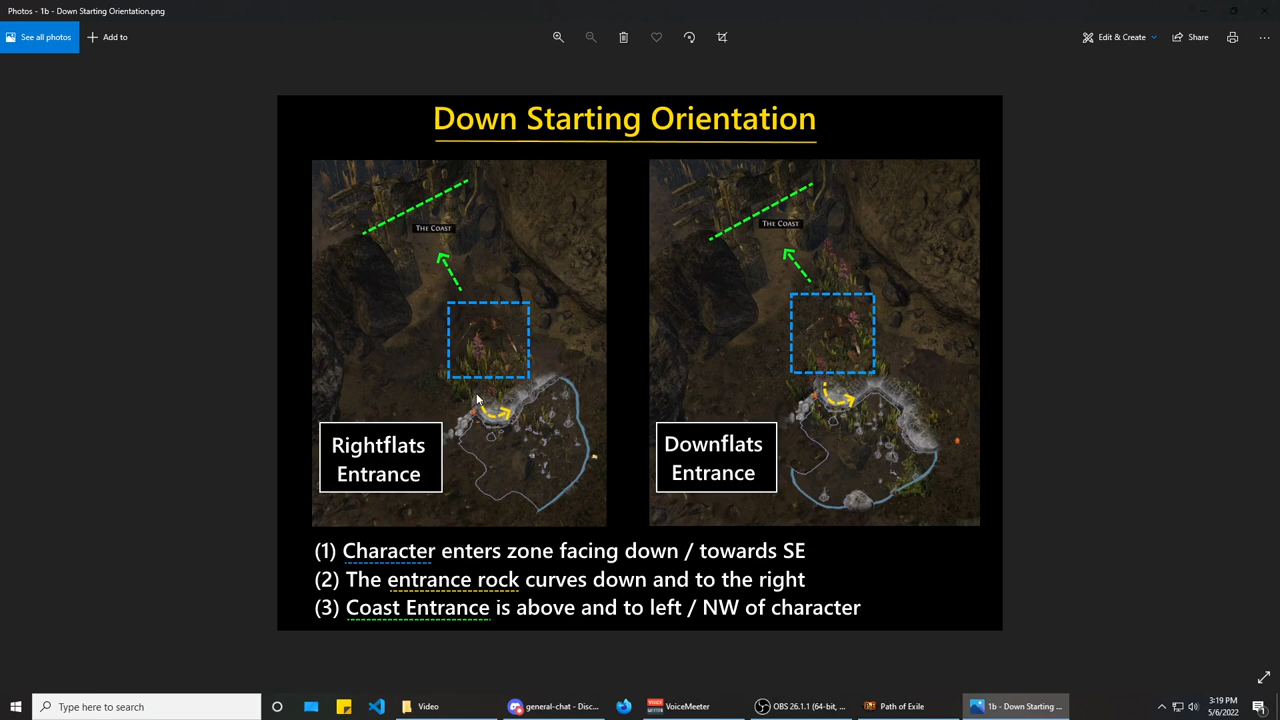 Photos - 1b - Down Starting Orientation.png
See all photos
Add to
Edit & Create
Share
Down Starting Orientation
THE COAST
THE COAST
Rightflats
Entrance
Downflats
Entrance
(1) Character enters zone facing down / towards SE
(2) The entrance rock curves down and to the right
(3) Coast Entrance is above and to left / NW of character
Type here to search
Video
general-chat - Disc...
VoiceMeeter
OBS 26.1.1 (64-bit, ...
Path of Exile
1b - Down Starting ...
3:19 PM
5/6/2022